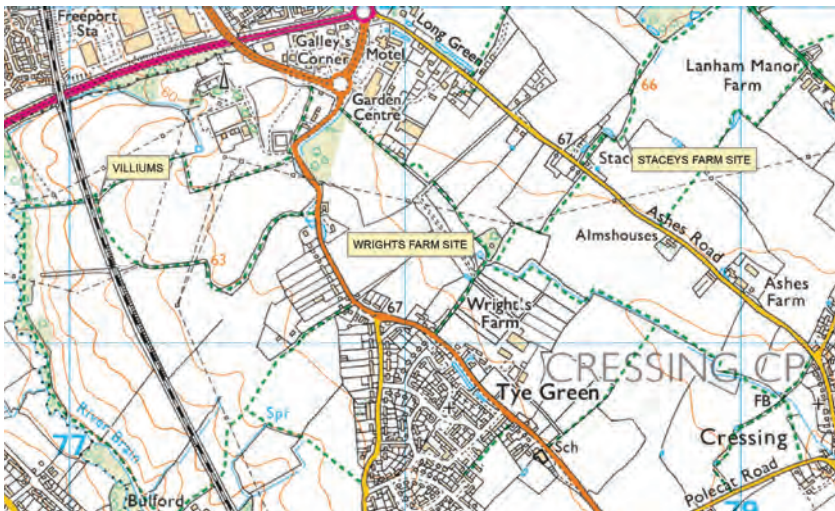 Freeport
Sta
Galley's
Corner
Motel
Long Green
Lanham Manor
Farm
60
Garden
Centre
66
67
Stac
VILLIUMS
STACEYS FARM SITE
WRIGHTS FARM SITE
Almshouses
Ashes Road
63
Ashes
Farm
67
Wright's
Farm
CRESSING CP
Tye Green
FB
Spr
River Brain
77
Cressing
Sch
Polecat Road
Bulford
79